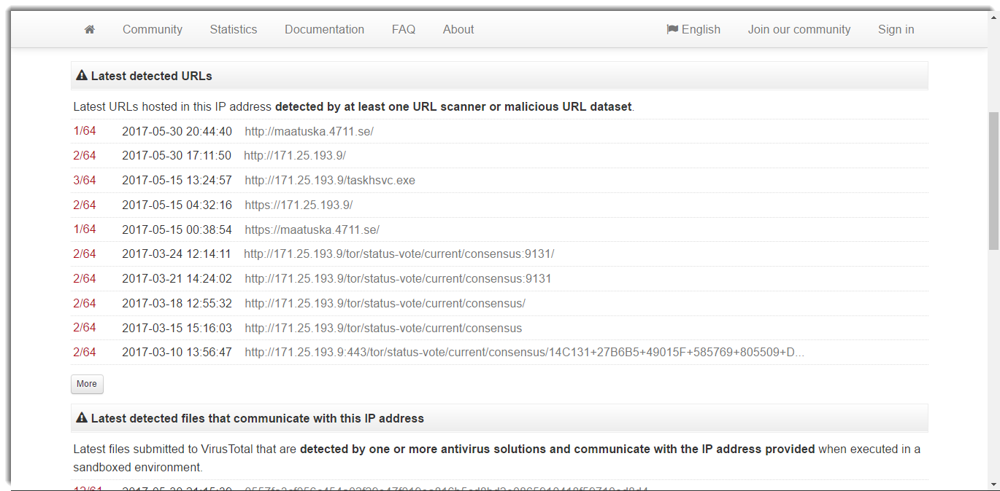 Community Statistics Documentation FAQ About English Join our community Sign in
Latest detected URLs
Latest URLs hosted in this IP address detected by at least one URL scanner or malicious URL dataset.
1/64 2017-05-30 20:44:40 http://maatuska.4711.se/
2/64 2017-05-30 17:11:50 http://171.25.193.9/
3/64 2017-05-15 13:24:57 http://171.25.193.9/taskhsvc.exe
2/64 2017-05-15 04:32:16 https://171.25.193.9/
1/64 2017-05-15 00:38:54 https://maatuska.4711.se/
2/64 2017-03-24 12:14:11 http://171.25.193.9/tor/status-vote/current/consensus:9131/
2/64 2017-03-21 14:24:02 http://171.25.193.9/tor/status-vote/current/consensus:9131
2/64 2017-03-18 12:55:32 http://171.25.193.9/tor/status-vote/current/consensus/
2/64 2017-03-15 15:16:03 http://171.25.193.9/tor/status-vote/current/consensus
2/64 2017-03-10 13:56:47 http://171.25.193.9:443/tor/status-vote/current/consensus/14C131+27B6B5+49015F+585769+805509+D...
More
Latest detected files that communicate with this IP address
Latest files submitted to VirusTotal that are detected by one or more antivirus solutions and communicate with the IP address provided when executed in a
sandboxed environment.